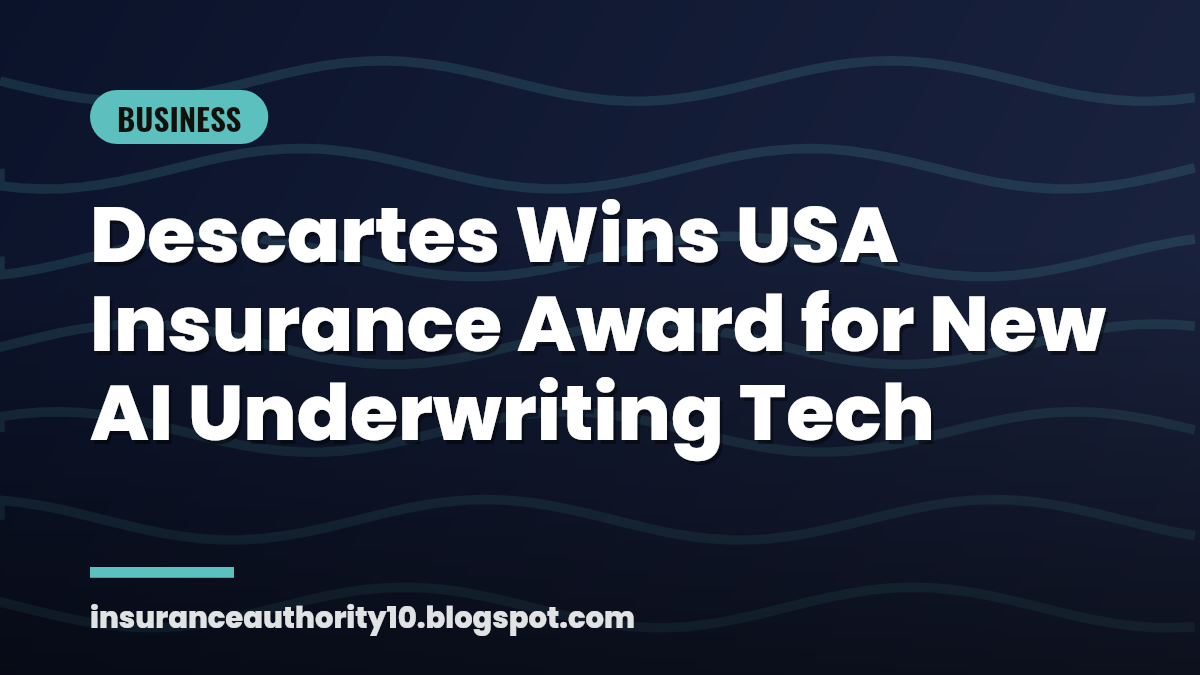 BUSINESS
Descartes Wins USA
Insurance Award for New
AI Underwriting Tech
insuranceauthority10.blogspot.com